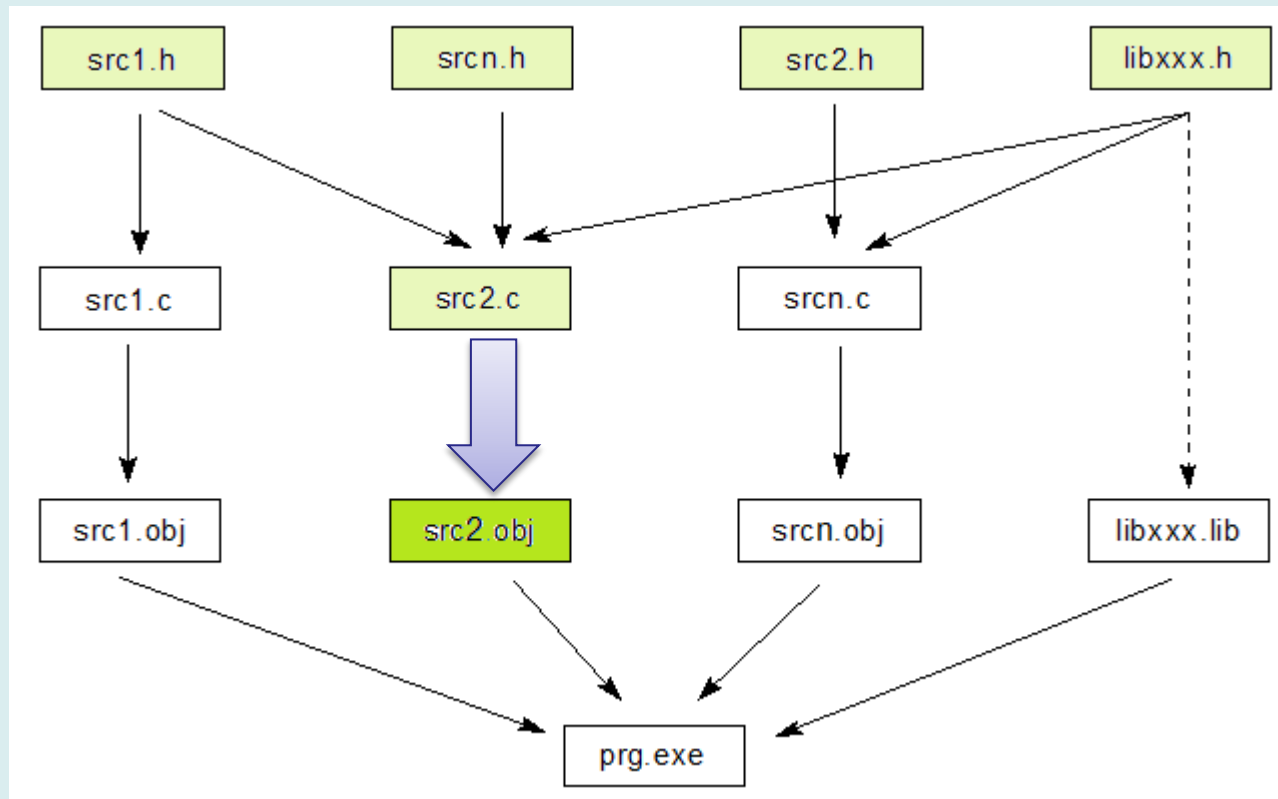 src1.h
srcn.h
src2.h
libxxx.h
src1.c
src2.c
srcn.c
src1.obj
src2.obj
srcn.obj
libxxx.lib
prg.exe